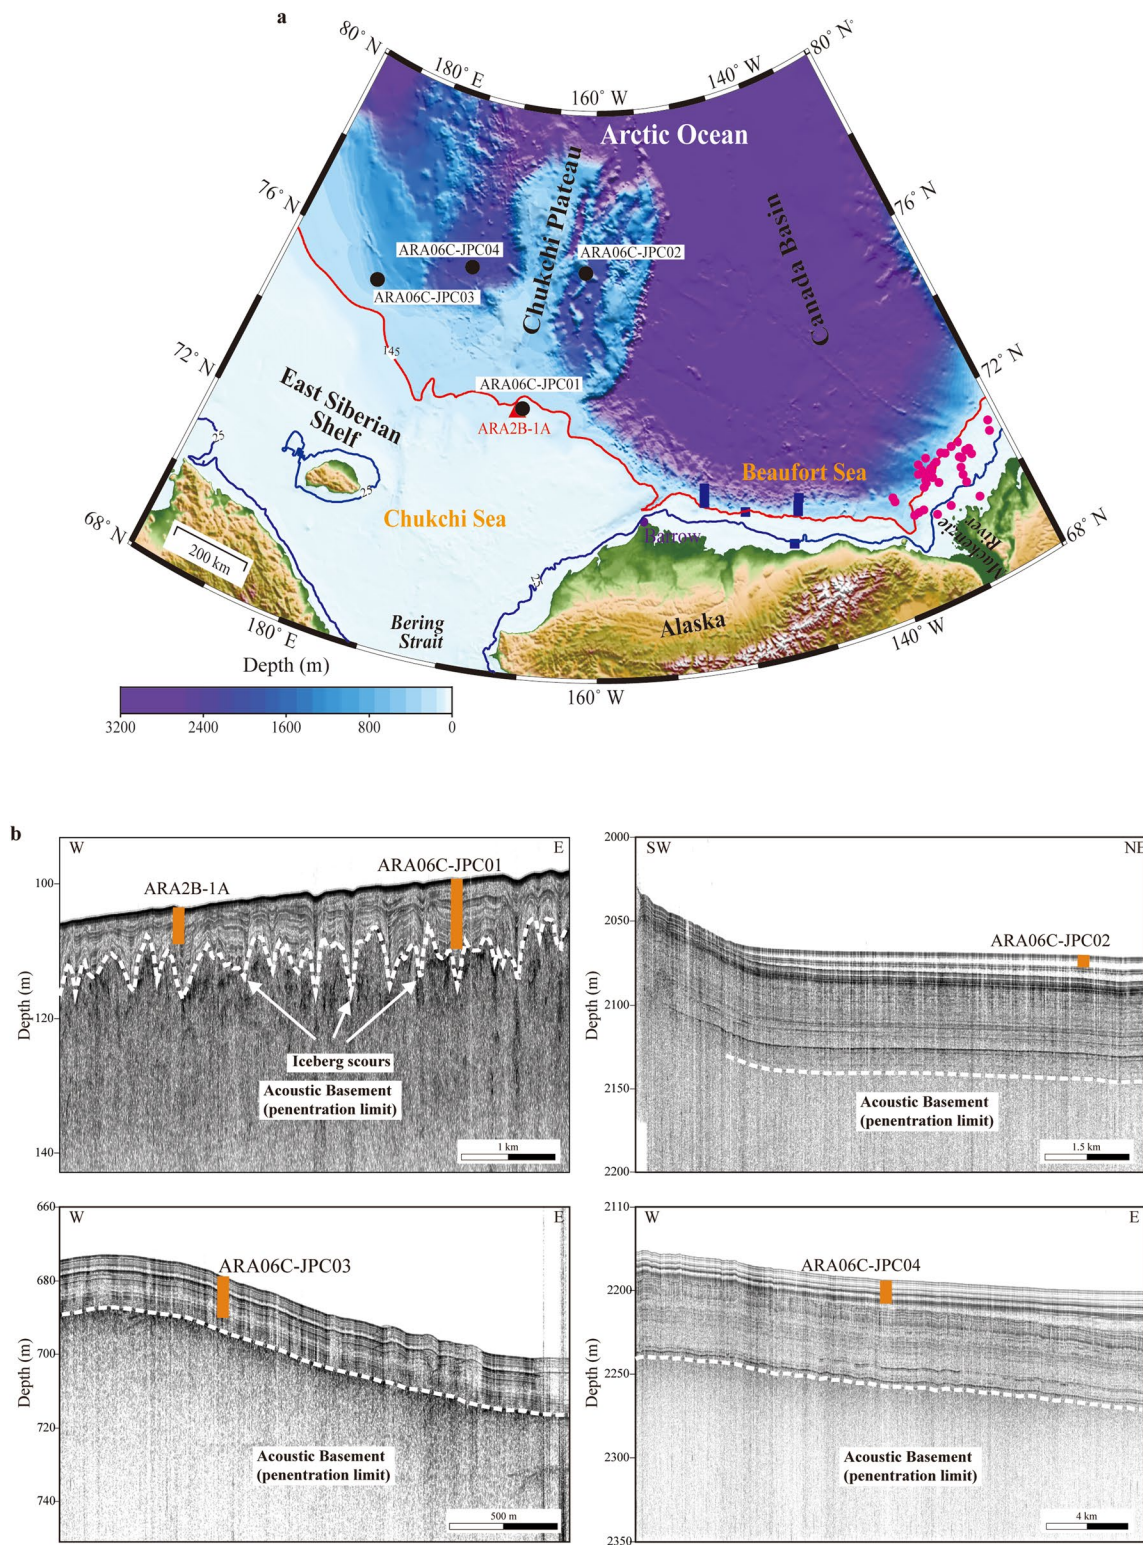 a
80° N
180° E
160° W
140° W
80° N
Arctic Ocean
76° N
76° N
Chukchi Plateau
Canada Basin
ARA06C-JPC04
ARA06C-JPC02
ARA06C-JPC03
145
72° N
72° N
ARA06C-JPC01
ARA2B-1A
East Siberian
Shelf
25
25
Beaufort Sea
Chukchi Sea
68° N
68° N
Mackenzie
River
Barrow
200 km
25
Bering
Strait
Alaska
180° E
140° W
160° W
Depth (m)
3200
2400
1600
800
0
b
W
E
ARA2B-1A
ARA06C-JPC01
100
120
140
Depth (m)
Iceberg scours
Acoustic Basement
(penentration limit)
1 km
SW
NE
ARA06C-JPC02
2000
2050
2100
2150
2200
Depth (m)
Acoustic Basement
(penentration limit)
1.5 km
W
E
ARA06C-JPC03
660
680
700
720
740
Depth (m)
Acoustic Basement
(penentration limit)
500 m
W
E
ARA06C-JPC04
2110
2200
2250
2300
2350
Depth (m)
Acoustic Basement
(penentration limit)
4 km